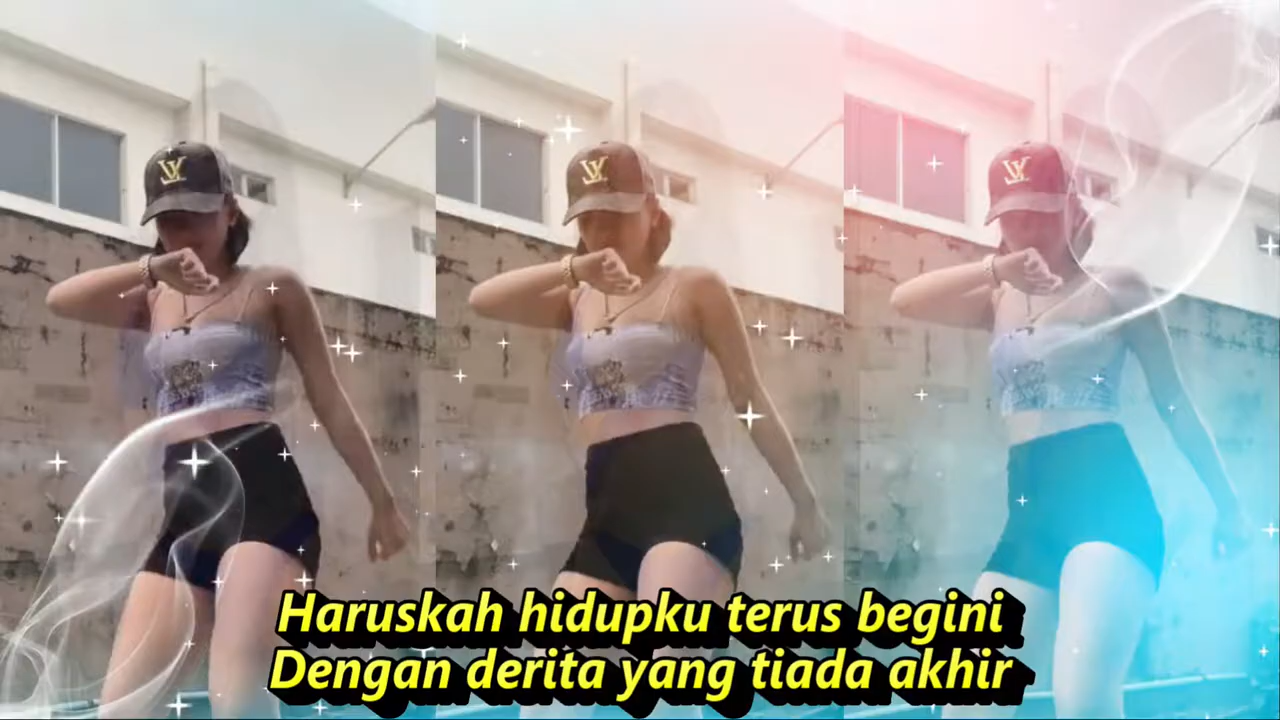 Haruskah hidupku terus begini
Dengan derita yang tiada akhir